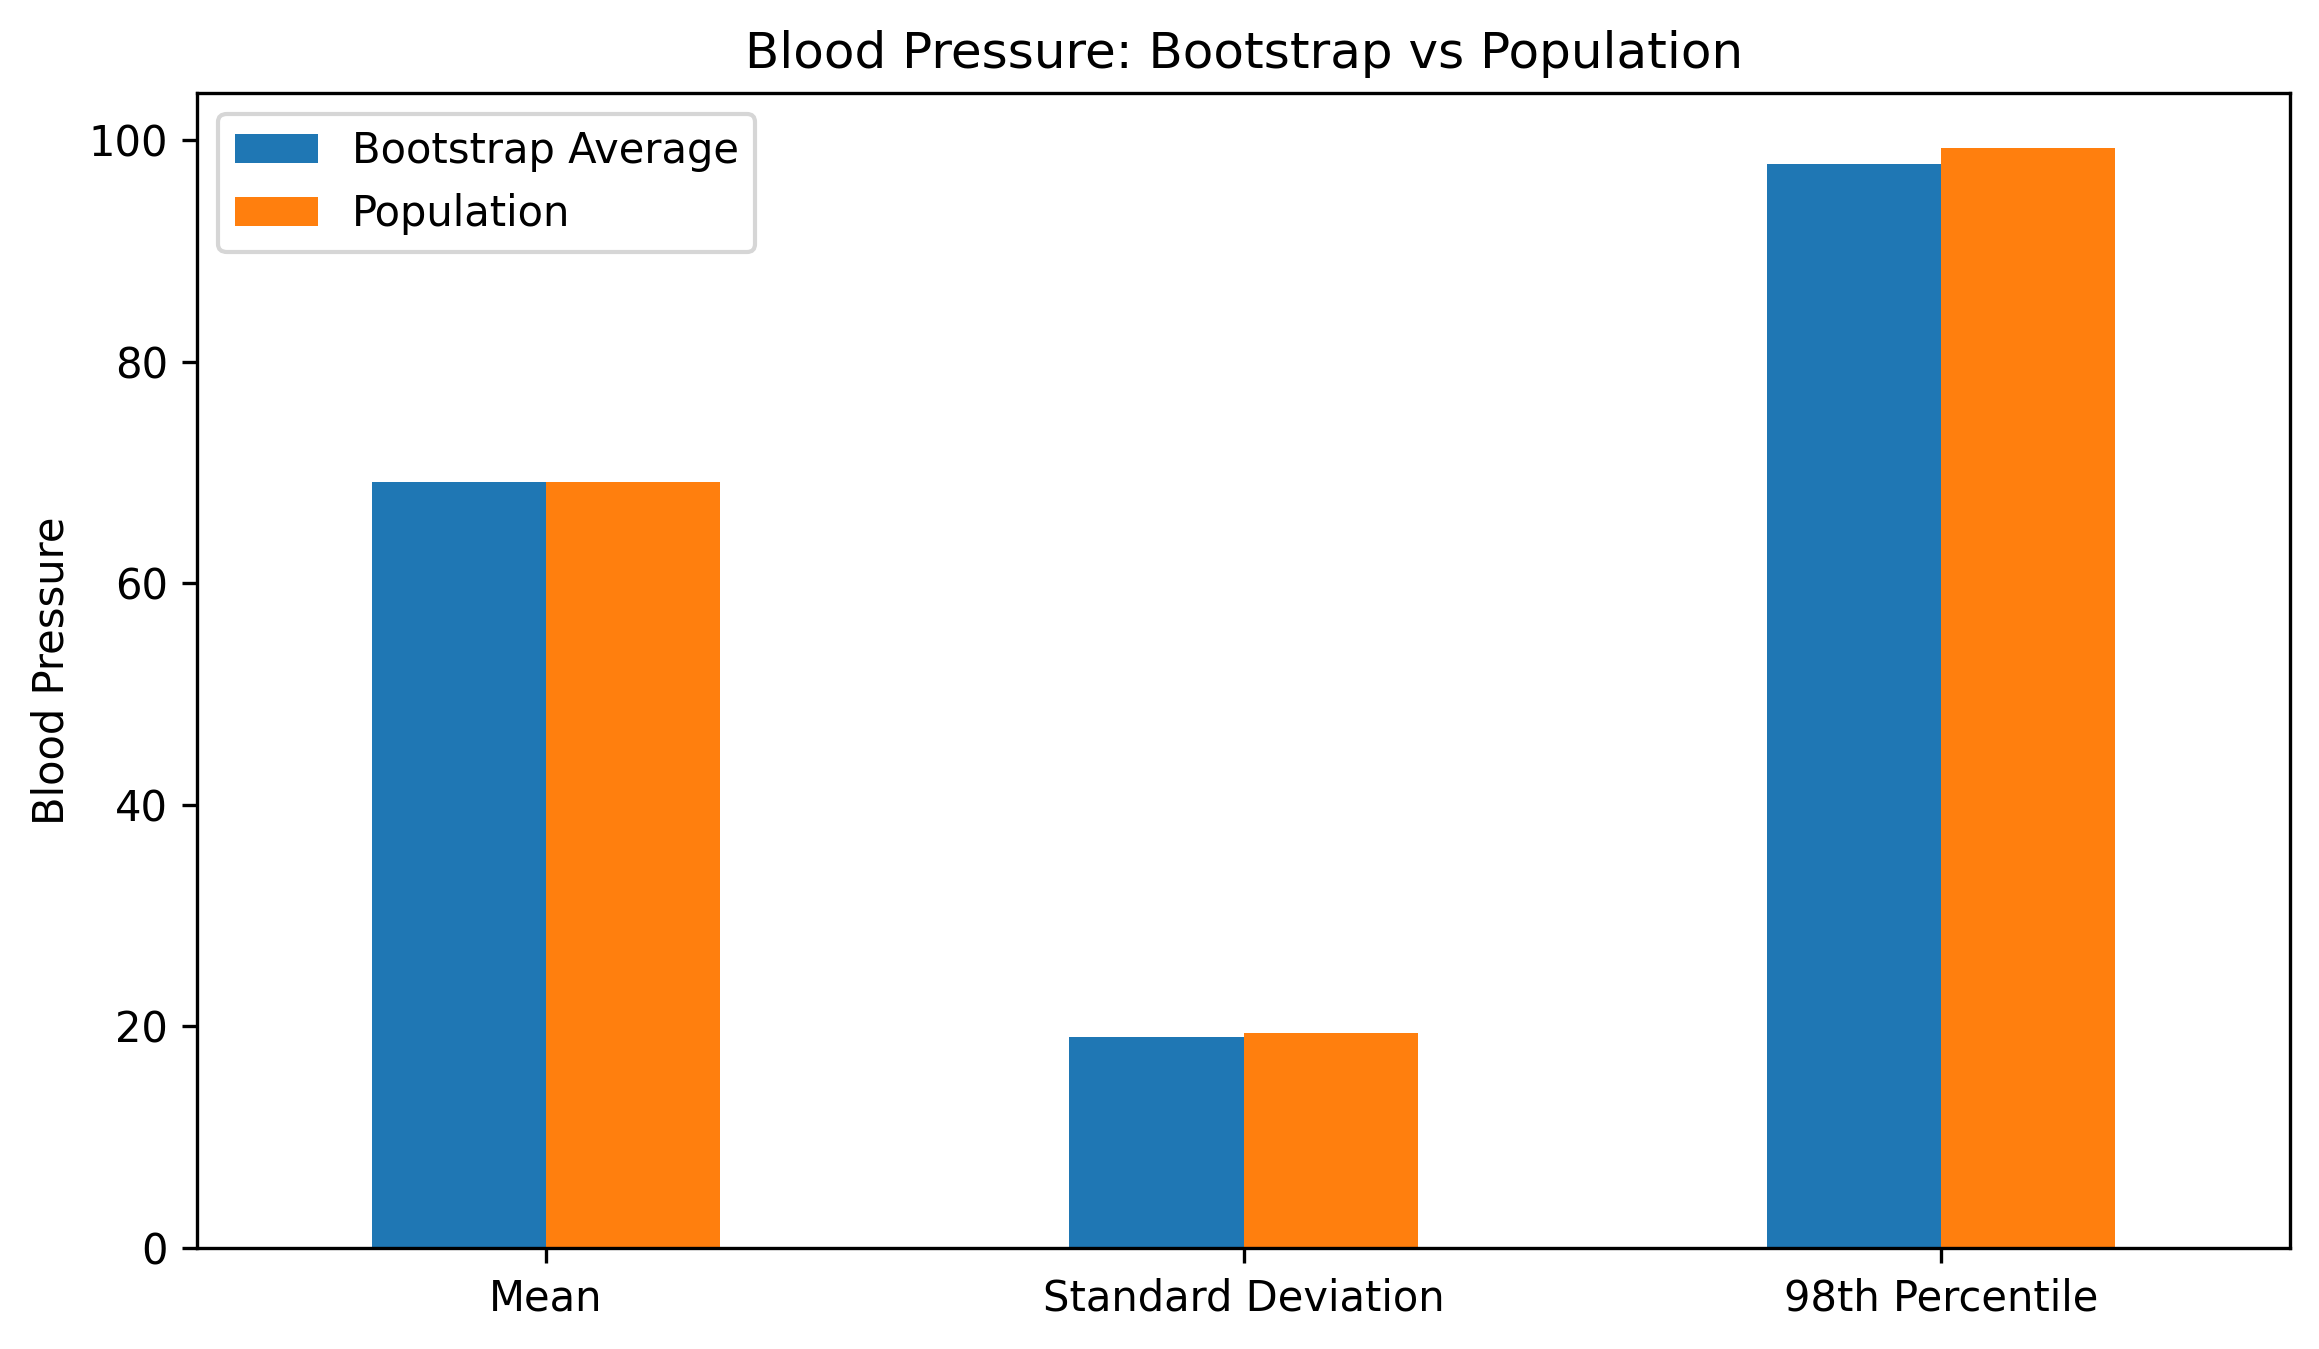 Blood Pressure: Bootstrap vs Population
Bootstrap Average
Population
Blood Pressure
100
80
60
40
20
0
Mean
Standard Deviation
98th Percentile